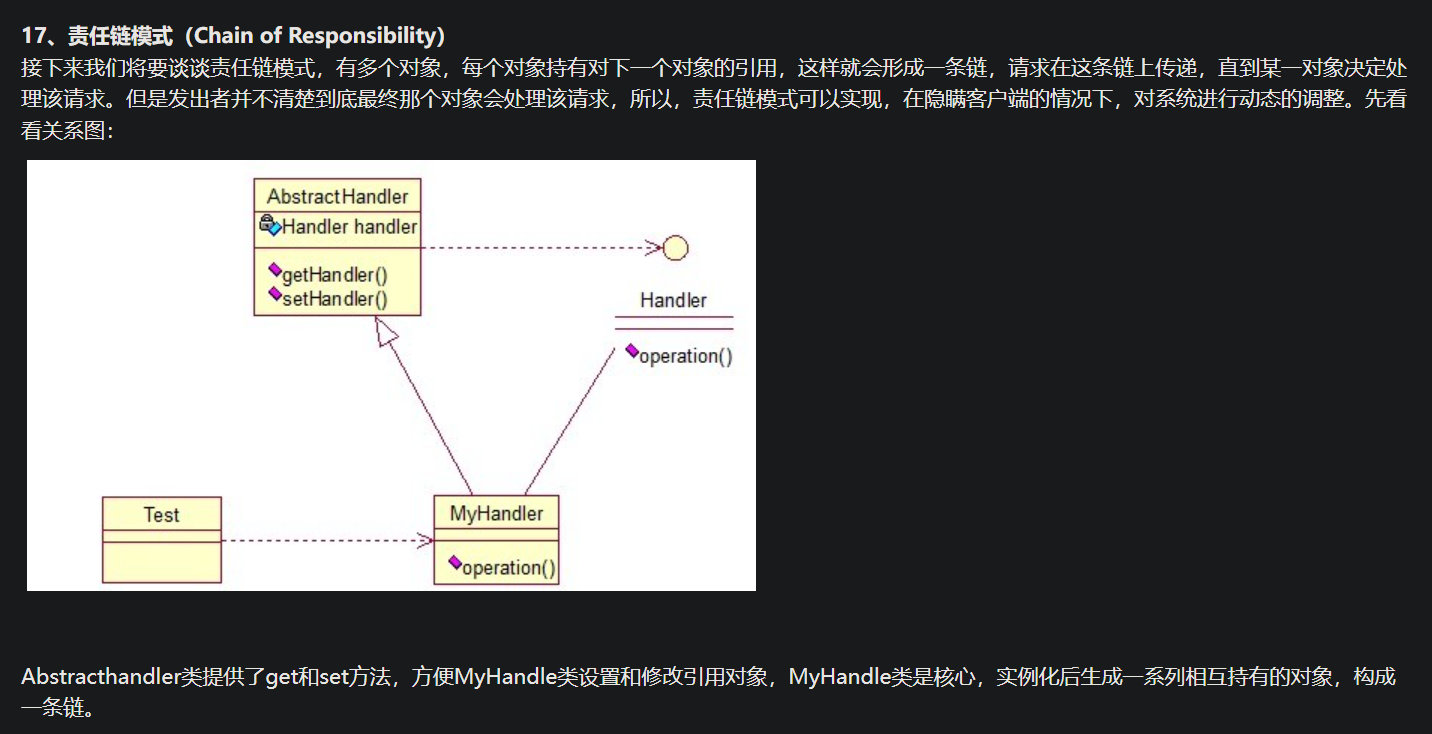 17、责任链模式（Chain of Responsibility）
接下来我们将要谈谈责任链模式，有多个对象，每个对象持有对下一个对象的引用，这样就会形成一条链，请求在这条链上传递，直到某一对象决定处
理该请求。但是发出者并不清楚到底最终那个对象会处理该请求，所以，责任链模式可以实现，在隐瞒客户端的情况下，对系统进行动态的调整。先看
看关系图：
AbstractHandler
Handler handler
getHandler()
setHandler()
Handler
operation()
Test
MyHandler
operation()
Abstracthandler类提供了get和set方法，方便MyHandle类设置和修改引用对象，MyHandle类是核心，实例化后生成一系列相互持有的对象，构成
一条链。